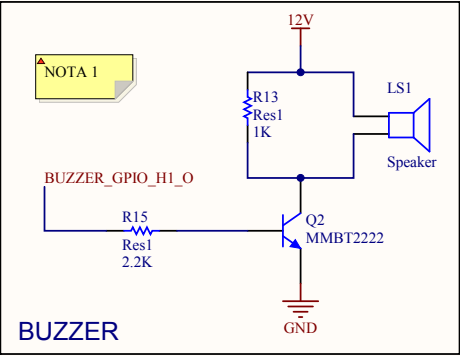 12V
NOTA 1
R13
Res1
1K
LS1
Speaker
BUZZER_GPIO_H1_O
R15
Res1
2.2K
Q2
MMBT2222
GND
BUZZER